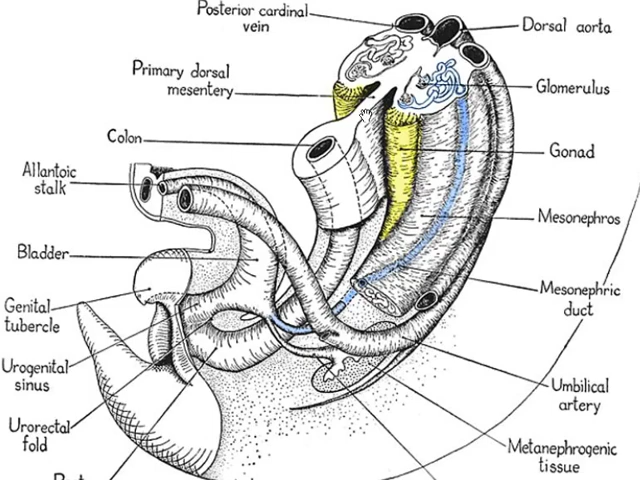 Posterior cardinal
vein
Dorsal aorta
Primary dorsal
mesentery
Glomerulus
Colon
Gonad
Allantoic
stalk
Mesonephros
Bladder
Mesonephric
duct
Genital
tubercle
Urogenital
sinus
Umbilical
artery
Urorectal
fold
Metanephrogenic
tissue